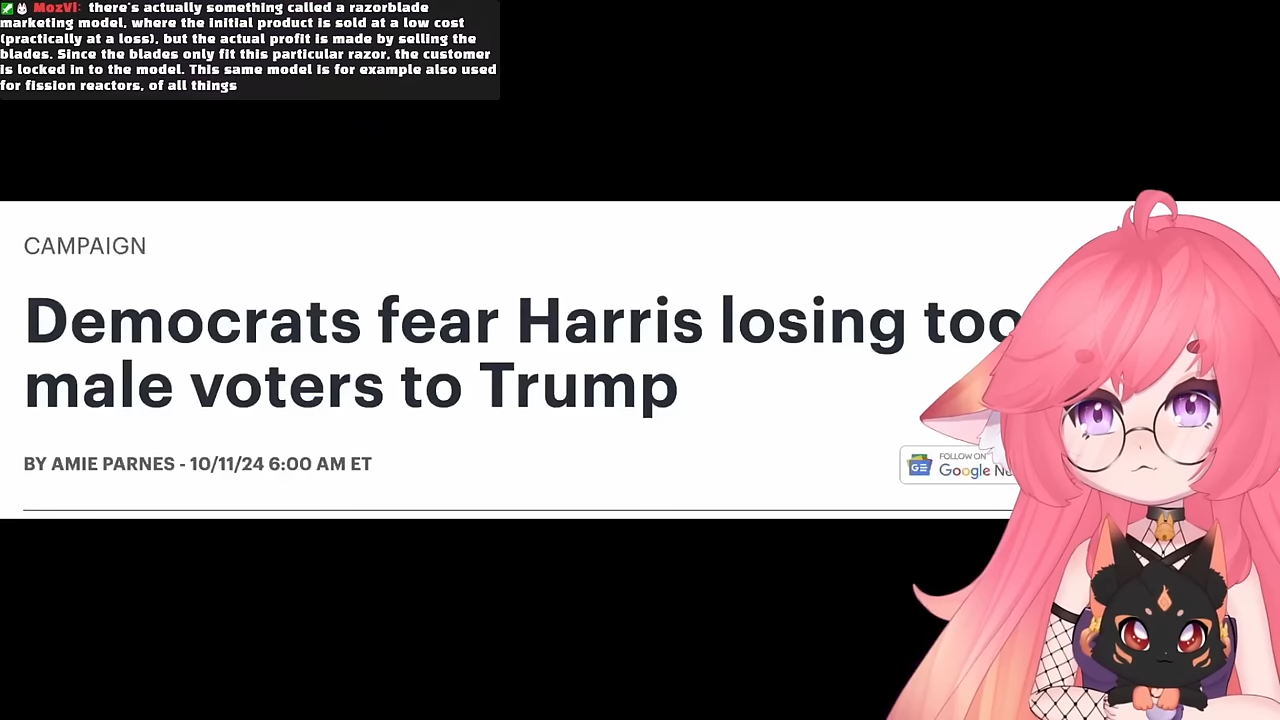 MozVi: there's actually something called a razorblade
marketing model, where the initial product is sold at a low cost
(practically at a loss), but the actual profit is made by selling the
blades. Since the blades only fit this particular razor, the customer
is locked in to the model. This same model is for example also used
for fission reactors, of all things
CAMPAIGN
Democrats fear Harris losing too
male voters to Trump
BY AMIE PARNES - 10/11/24 6:00 AM ET
FOLLOW ON
Google